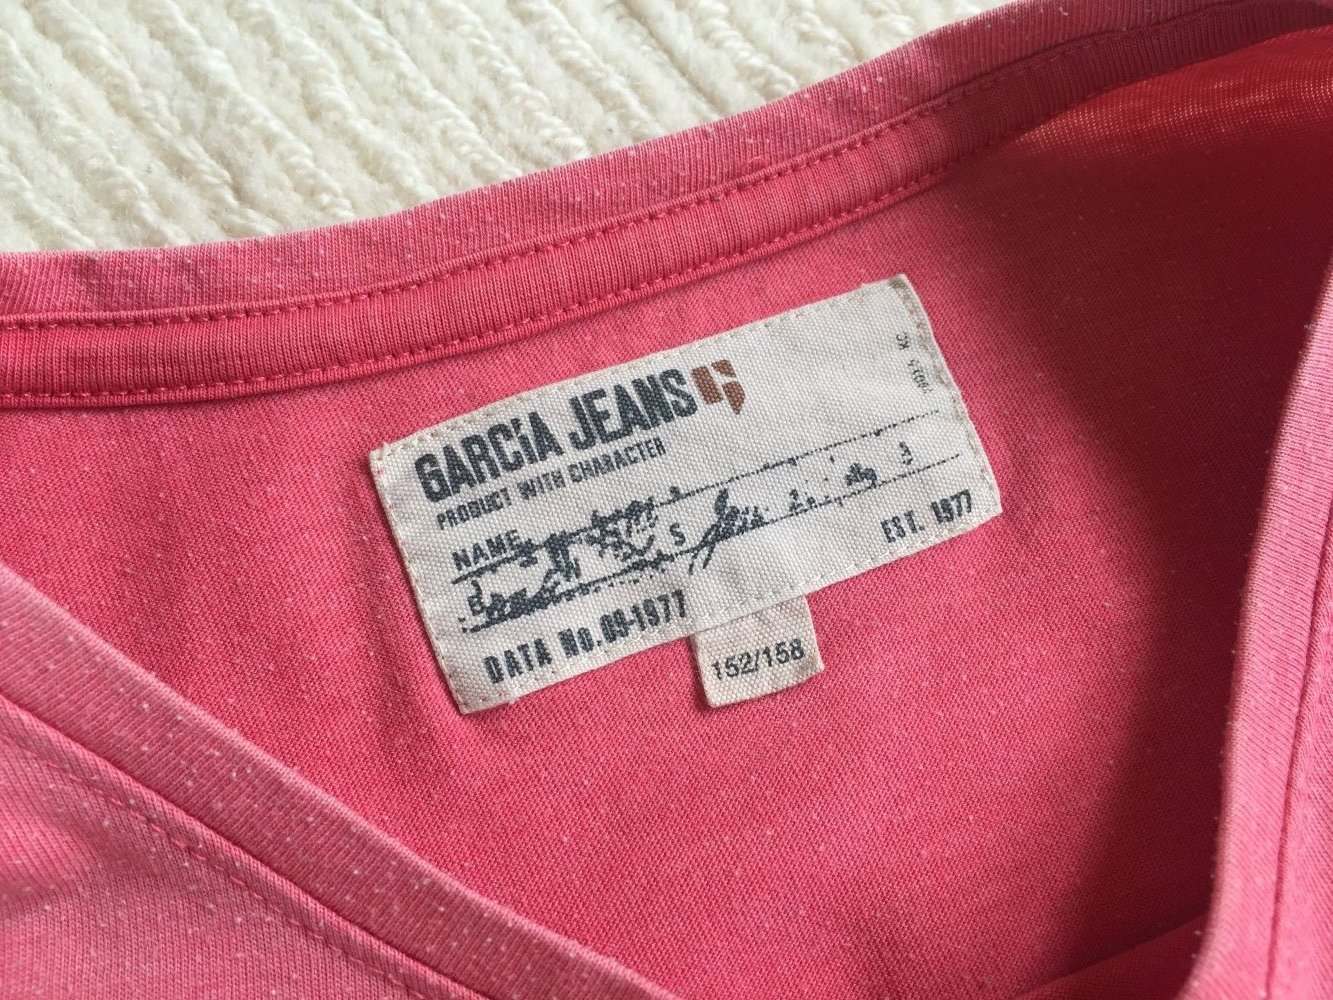 GARCiA JEANS
PRODUCT WITH CHARACTER
NAME
DATA No. 09-1977
EST. 1977
152/158